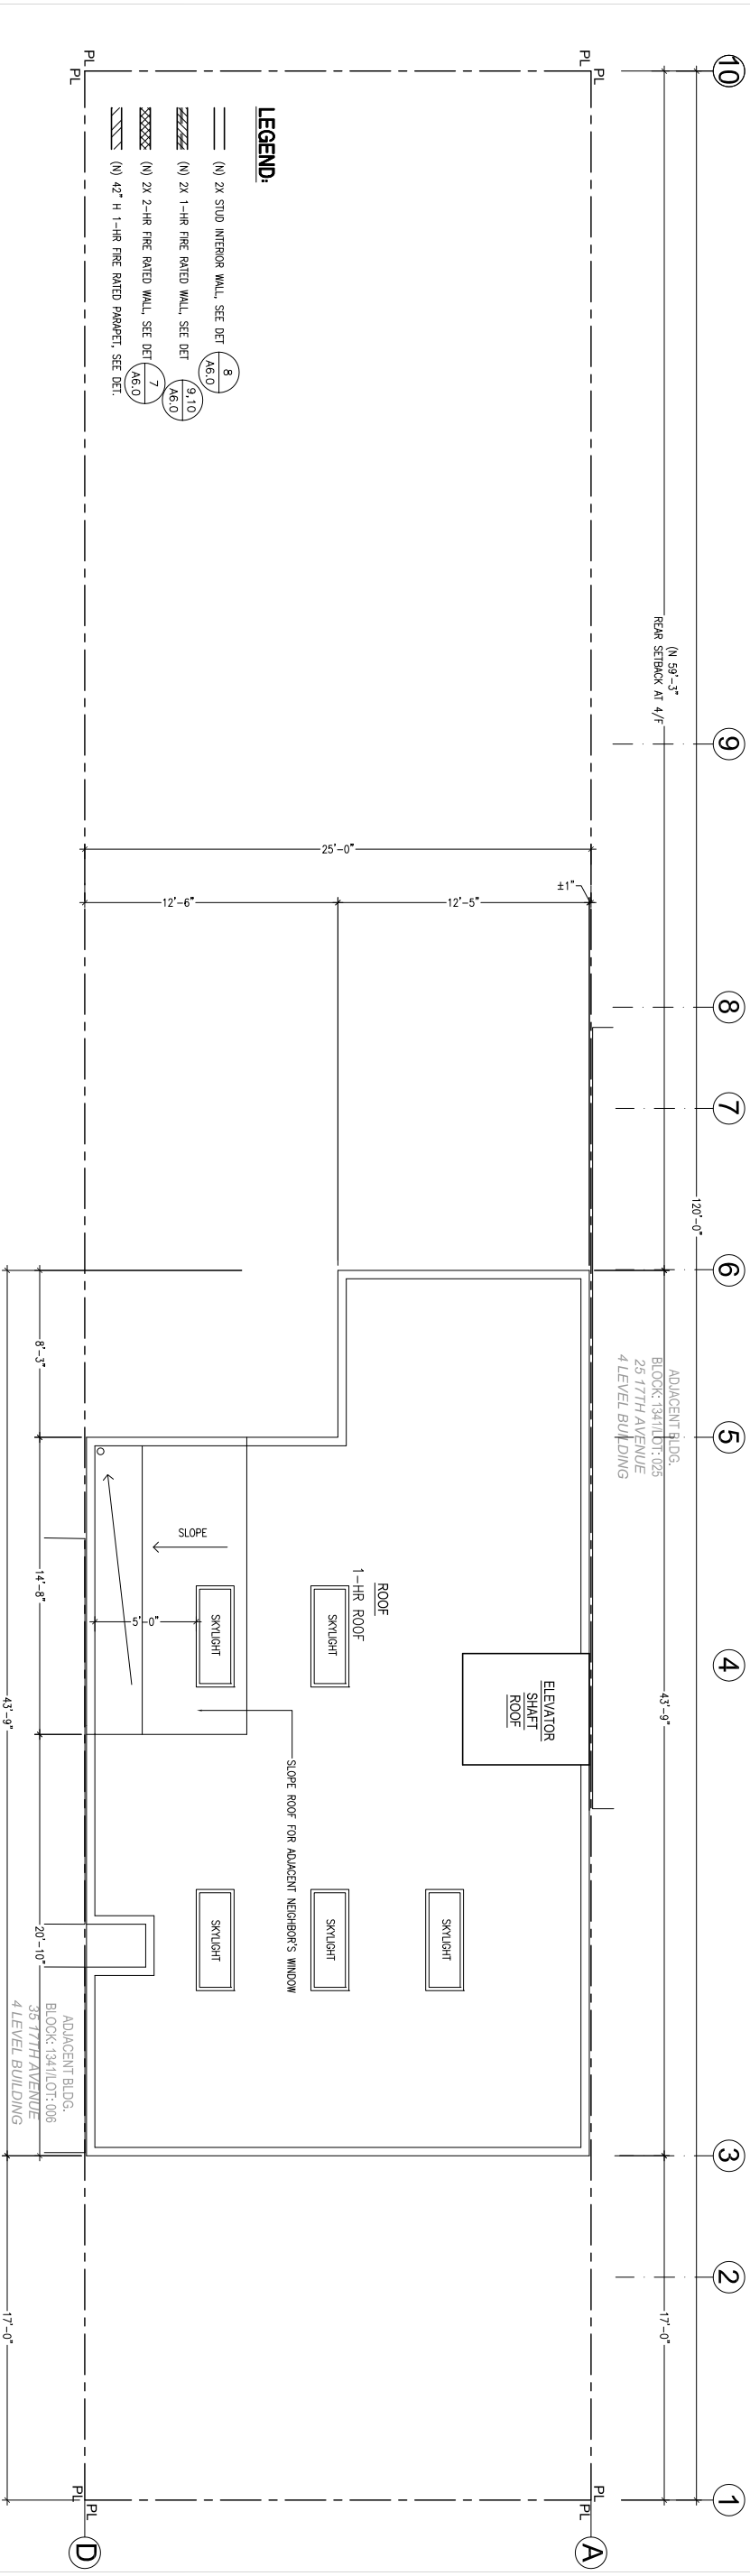 10
9
8
7
6
5
4
3
2
1
A
D
PL
PL
PL
PL
PL
PL
PL
PL
120'-0"
(N 59'-3"
REAR SETBACK AT 4/F
43'-9"
17'-0"
LEGEND:
(N) 2X STUD INTERIOR WALL, SEE DET
8
A6.0
(N) 2X 1-HR FIRE RATED WALL, SEE DET
9,10
A6.0
(N) 2X 2-HR FIRE RATED WALL, SEE DET
7
A6.0
(N) 42" H 1-HR FIRE RATED PARAPET, SEE DET.
25'-0"
±1"
12'-5"
12'-6"
ADJACENT BLDG.
BLOCK: 1341/LOT: 025
25 17TH AVENUE
4 LEVEL BUILDING
ELEVATOR
SHAFT
ROOF
ROOF
1-HR ROOF
SKYLIGHT
SKYLIGHT
SKYLIGHT
SKYLIGHT
SKYLIGHT
SLOPE
5'-0"
SLOPE ROOF FOR ADJACENT NEIGHBOR'S WINDOW
8'-3"
14'-8"
20'-10"
43'-9"
17'-0"
ADJACENT BLDG.
BLOCK: 1341/LOT: 006
35 17TH AVENUE
4 LEVEL BUILDING